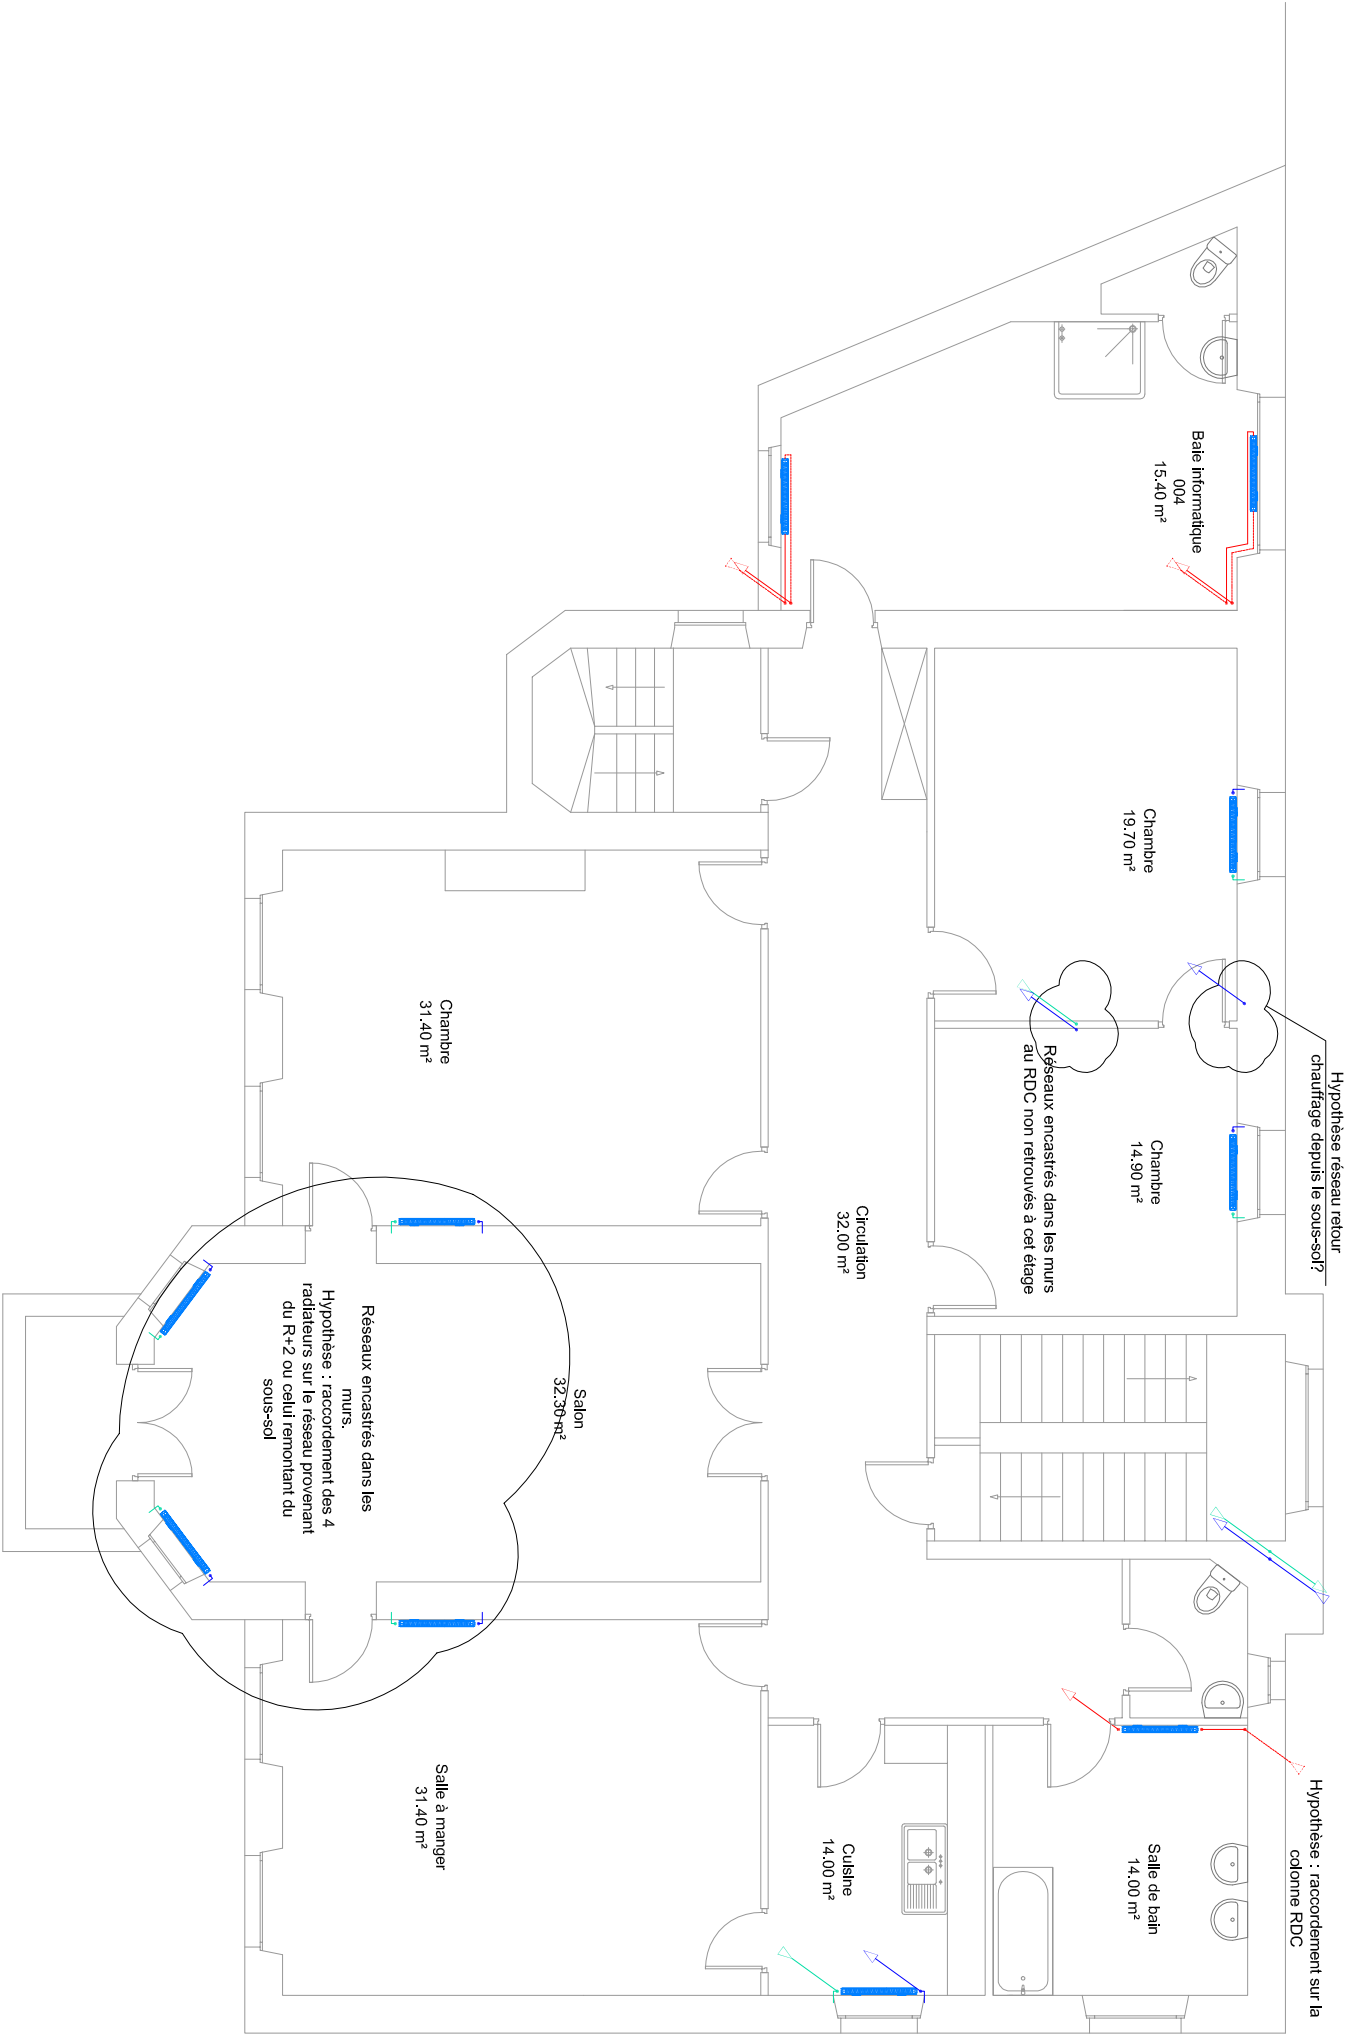 Hypothèse réseau retour
chauffage depuis le sous-sol?
Hypothèse : raccordement sur la
colonne RDC
Baie informatique
004
15.40 m²
Chambre
19.70 m²
Chambre
14.90 m²
Salle de bain
14.00 m²
Réseaux encastrés dans les murs
au RDC non retrouvés à cet étage
Circulation
32.00 m²
Cuisine
14.00 m²
Salon
32.30 m²
Chambre
31.40 m²
Salle à manger
31.40 m²
Réseaux encastrés dans les
murs.
Hypothèse : raccordement des 4
radiateurs sur le réseau provenant
du R+2 ou celui remontant du
sous-sol